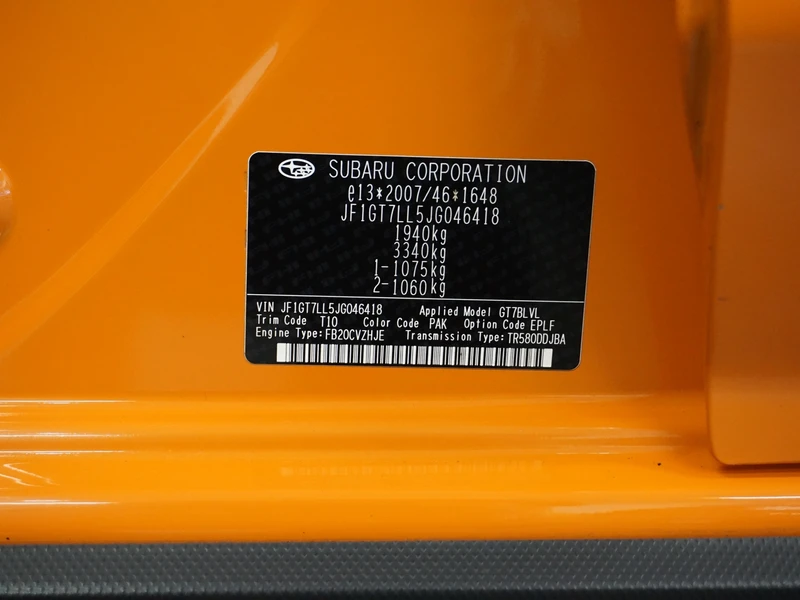 SUBARU CORPORATION
e13*2007/46*1648
JF1GT7LL5JG046418
1940kg
3340kg
1-1075kg
2-1060kg
VIN JF1GT7LL5JG046418 Applied Model GT7BLVL
Trim Code T10 Color Code PAK Option Code EPLF
Engine Type: FB20CVZHJE Transmission Type: TR580DDJBA